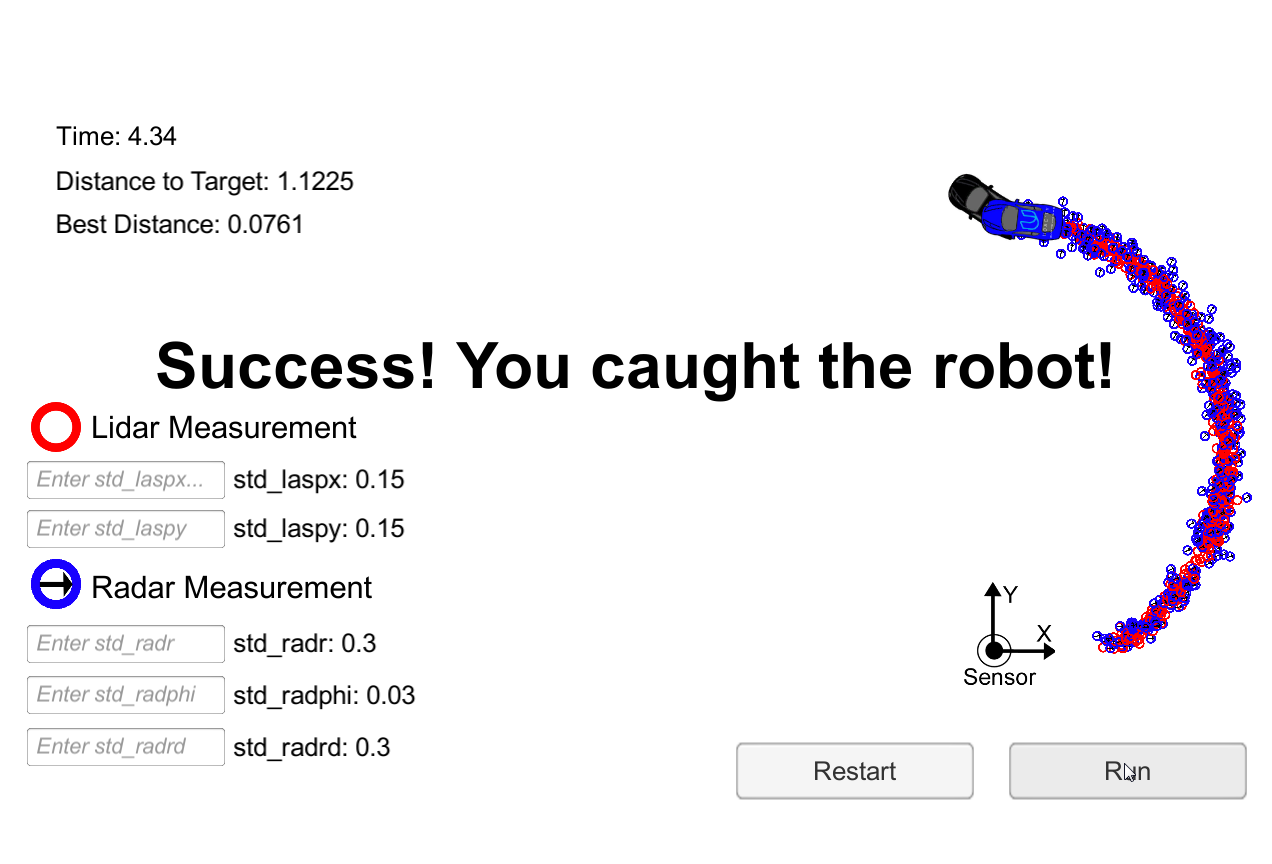 Time: 4.34
Distance to Target: 1.1225
Best Distance: 0.0761
Success! You caught the robot!
Lidar Measurement
Enter std_laspx... std_laspx: 0.15
Enter std_laspy std_laspy: 0.15
Radar Measurement
Enter std_radr std_radr: 0.3
Enter std_radphi std_radphi: 0.03
Enter std_radrd std_radrd: 0.3
Y
X
Sensor
Restart Run